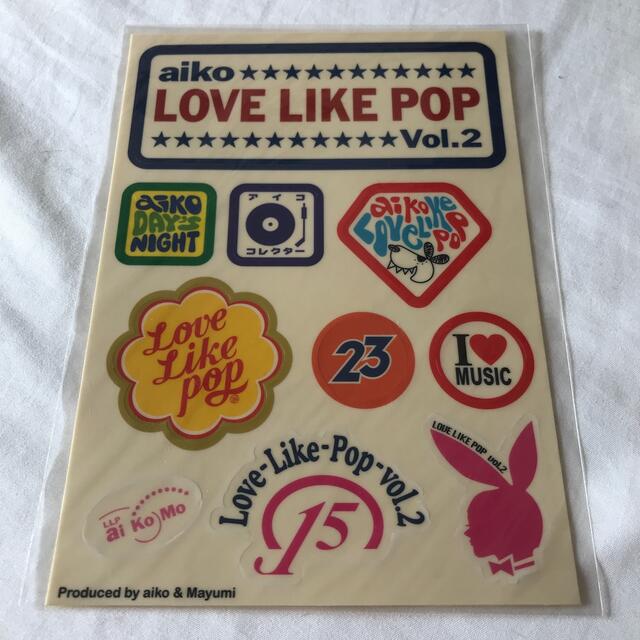 aiko ★★★★★★★★★★★
LOVE LIKE POP
★★★★★★★★★★★ Vol.2
aiko
DAY'S
NIGHT
アイコ
コレクター
aiko
LOVE LIKE
POP
Love
Like
pop
23
I ♥
MUSIC
LLP
aiKoMo
Love-Like-Pop-vol.2
15
LOVE LIKE POP vol.2
Produced by aiko & Mayumi